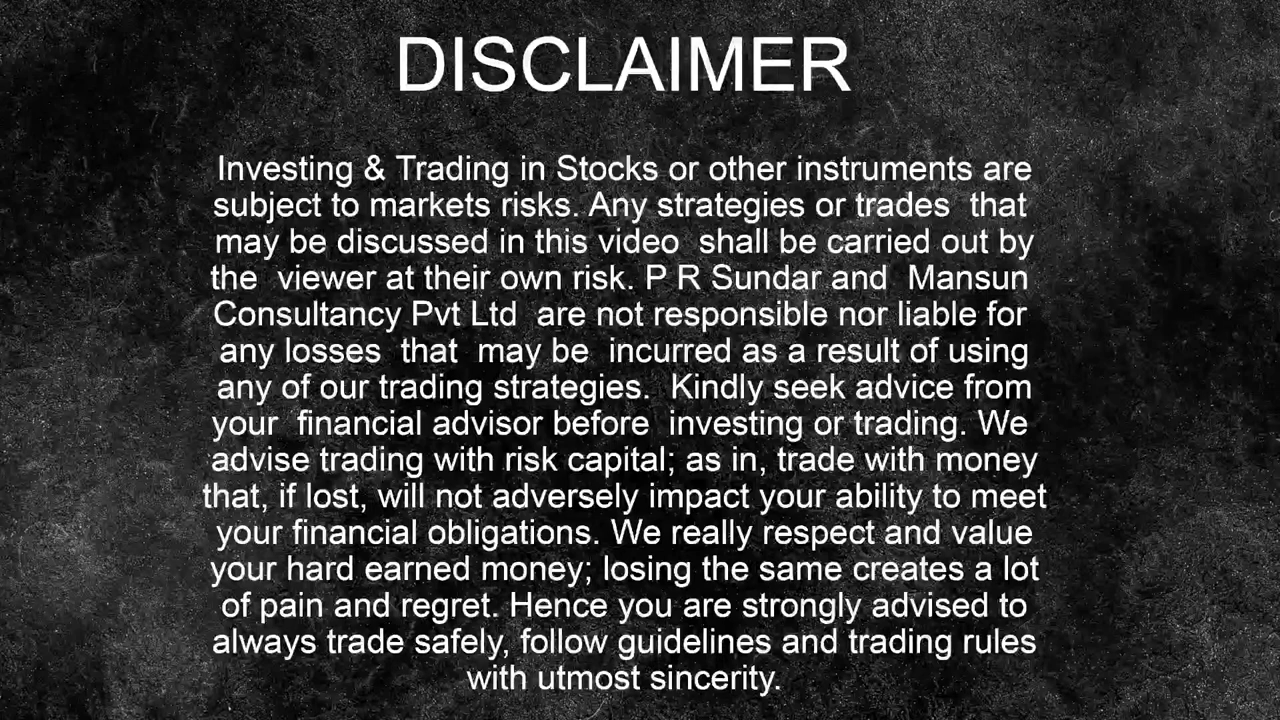 DISCLAIMER
Investing & Trading in Stocks or other instruments are
subject to markets risks. Any strategies or trades  that
may be discussed in this video  shall be carried out by
the  viewer at their own risk. P R Sundar and  Mansun
Consultancy Pvt Ltd  are not responsible nor liable for
any losses  that  may be  incurred as a result of using
any of our trading strategies.  Kindly seek advice from
your  financial advisor before  investing or trading. We
advise trading with risk capital; as in, trade with money
that, if lost, will not adversely impact your ability to meet
your financial obligations. We really respect and value
your hard earned money; losing the same creates a lot
of pain and regret. Hence you are strongly advised to
always trade safely, follow guidelines and trading rules
with utmost sincerity.